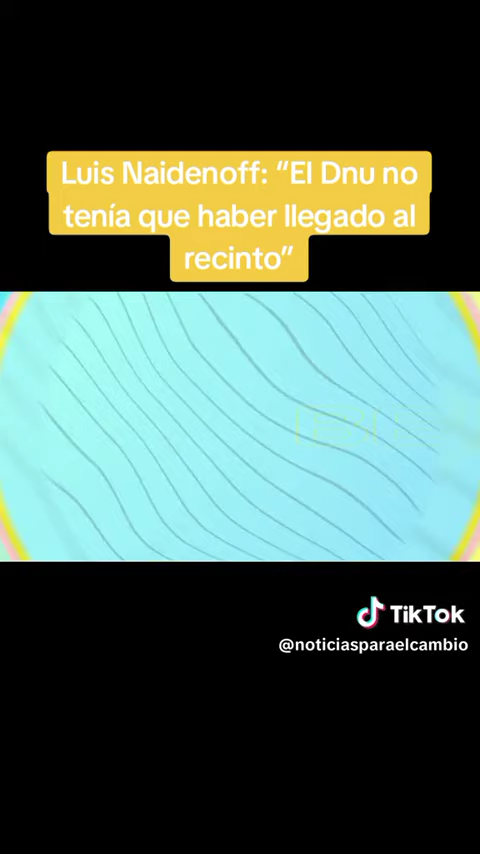 Luis Naidenoff: “El Dnu no
tenía que haber llegado al
recinto”
TikTok
@noticiasparaelcambio